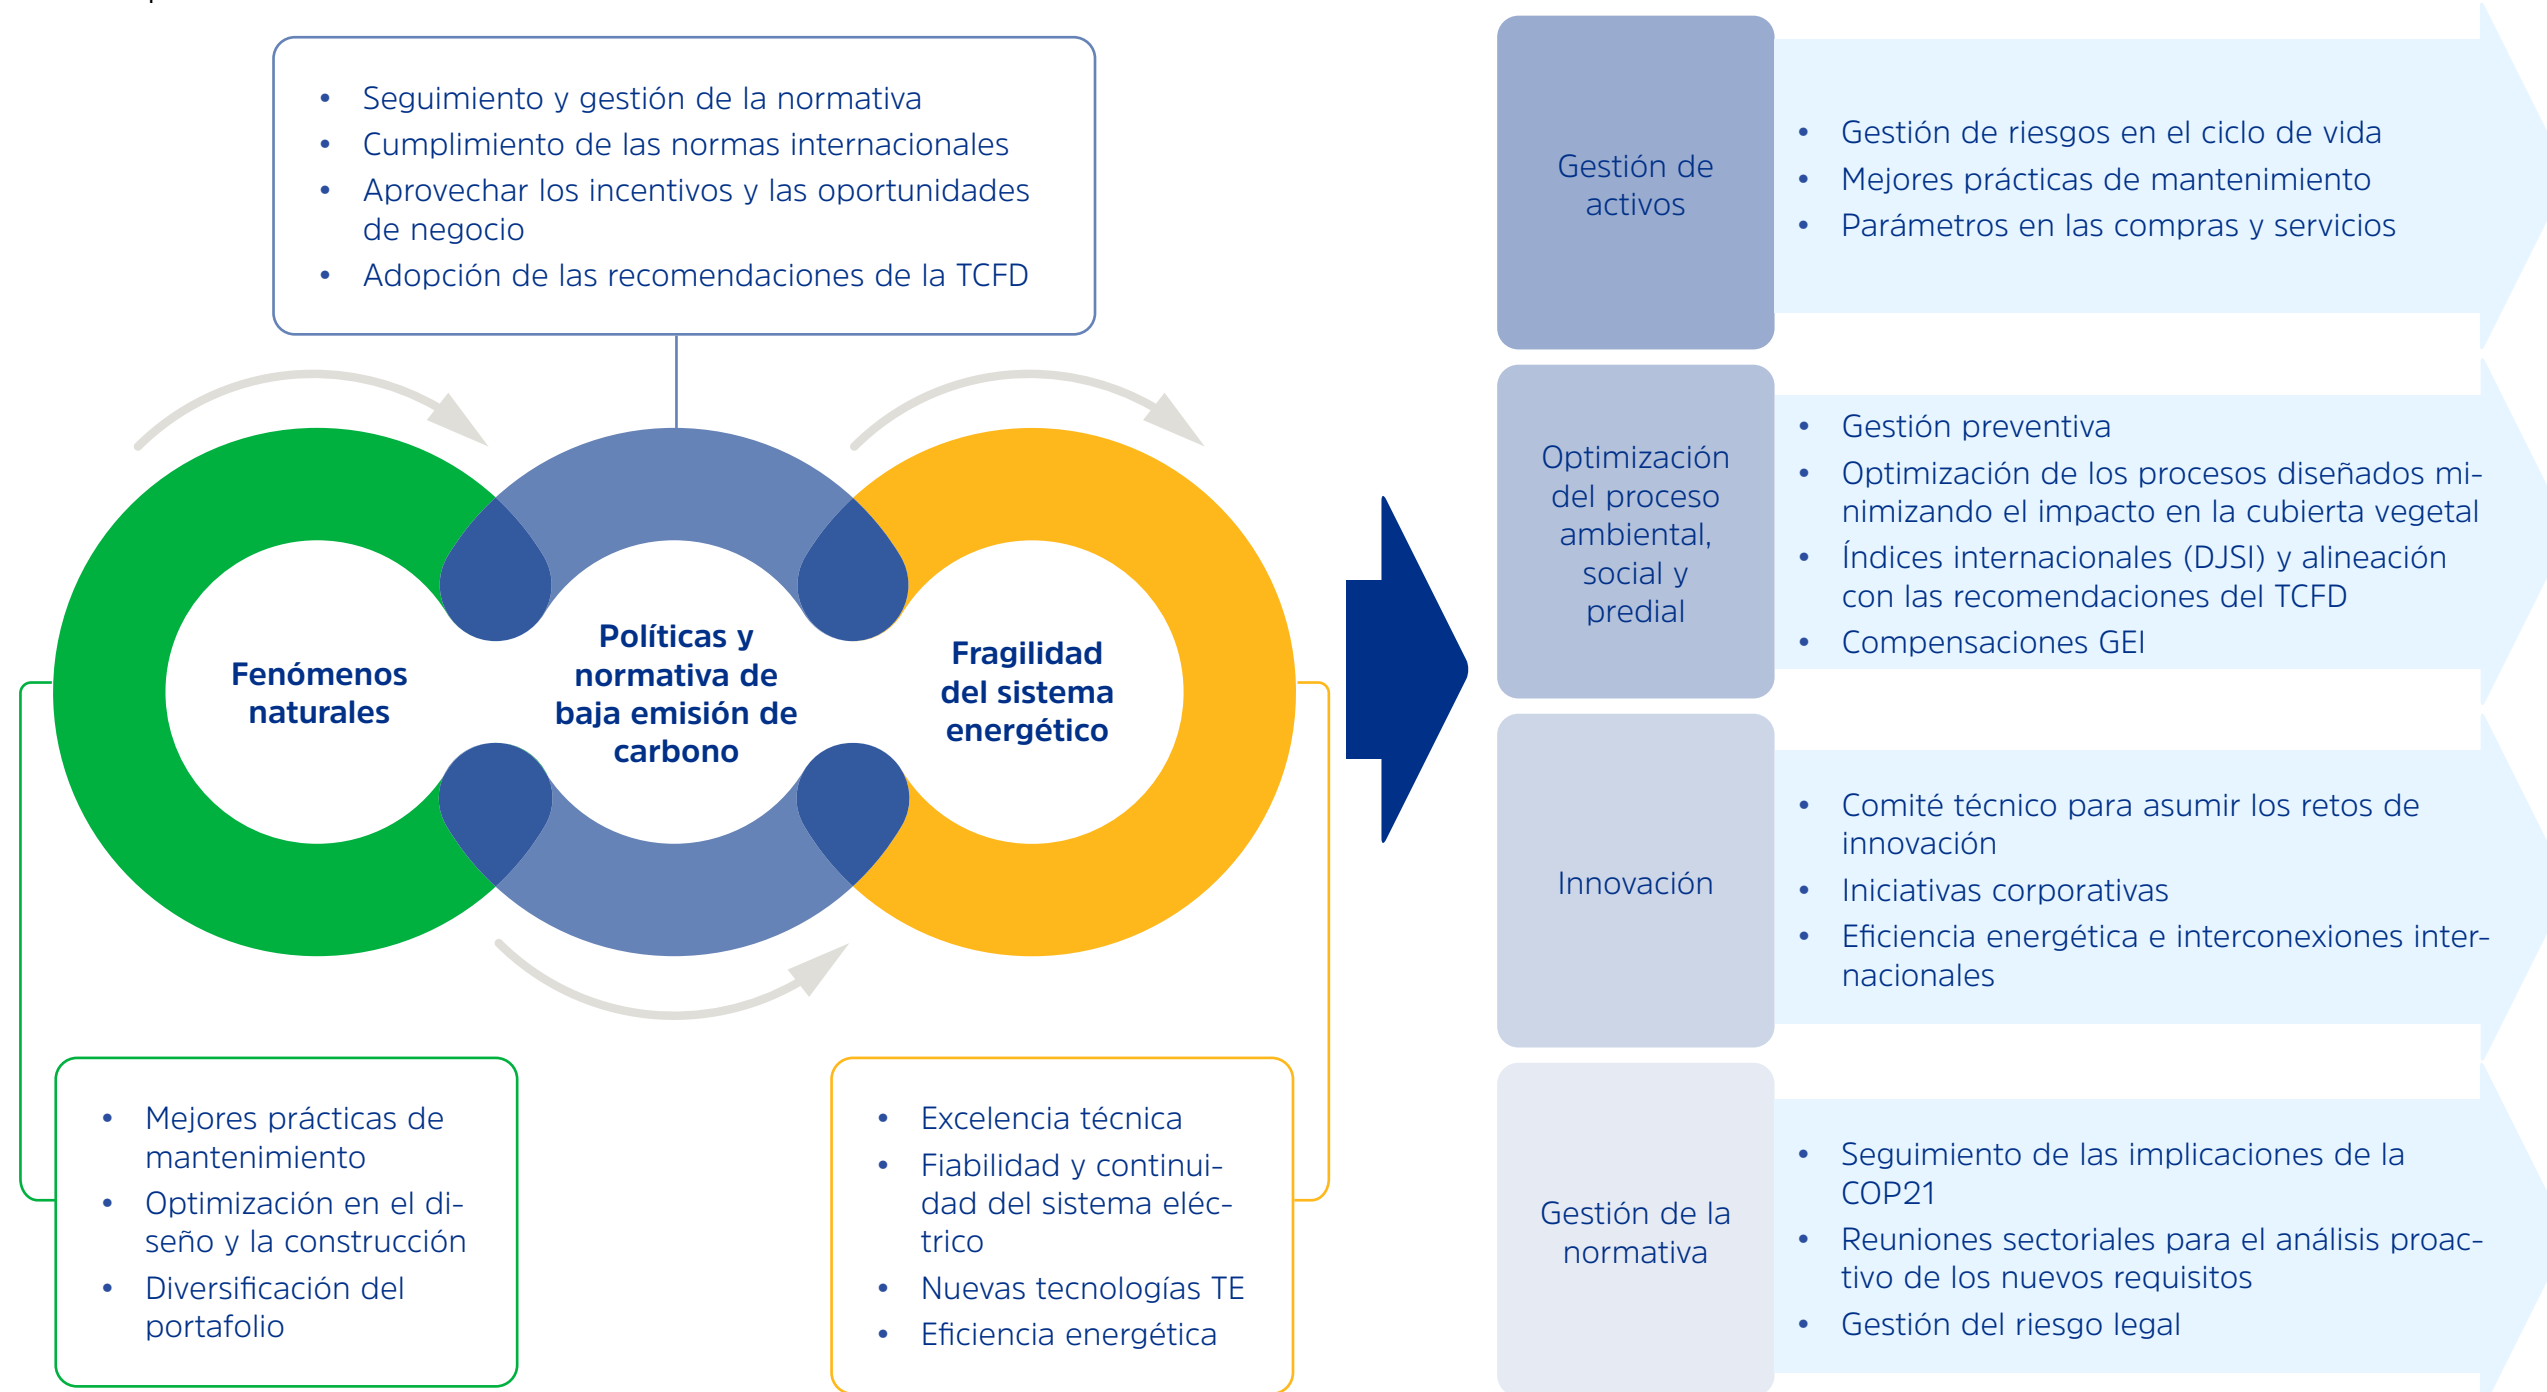 • Seguimiento y gestión de la normativa
• Cumplimiento de las normas internacionales
• Aprovechar los incentivos y las oportunidades
de negocio
• Adopción de las recomendaciones de la TCFD
Fenómenos
naturales
Políticas y
normativa de
baja emisión de
carbono
Fragilidad
del sistema
energético
• Mejores prácticas de
mantenimiento
• Optimización en el di-
seño y la construcción
• Diversificación del
portafolio
• Excelencia técnica
• Fiabilidad y continui-
dad del sistema eléc-
trico
• Nuevas tecnologías TE
• Eficiencia energética
Gestión de
activos
• Gestión de riesgos en el ciclo de vida
• Mejores prácticas de mantenimiento
• Parámetros en las compras y servicios
Optimización
del proceso
ambiental,
social y
predial
• Gestión preventiva
• Optimización de los procesos diseñados mi-
nimizando el impacto en la cubierta vegetal
• Índices internacionales (DJSI) y alineación
con las recomendaciones del TCFD
• Compensaciones GEI
Innovación
• Comité técnico para asumir los retos de
innovación
• Iniciativas corporativas
• Eficiencia energética e interconexiones inter-
nacionales
Gestión de la
normativa
• Seguimiento de las implicaciones de la
COP21
• Reuniones sectoriales para el análisis proac-
tivo de los nuevos requisitos
• Gestión del riesgo legal